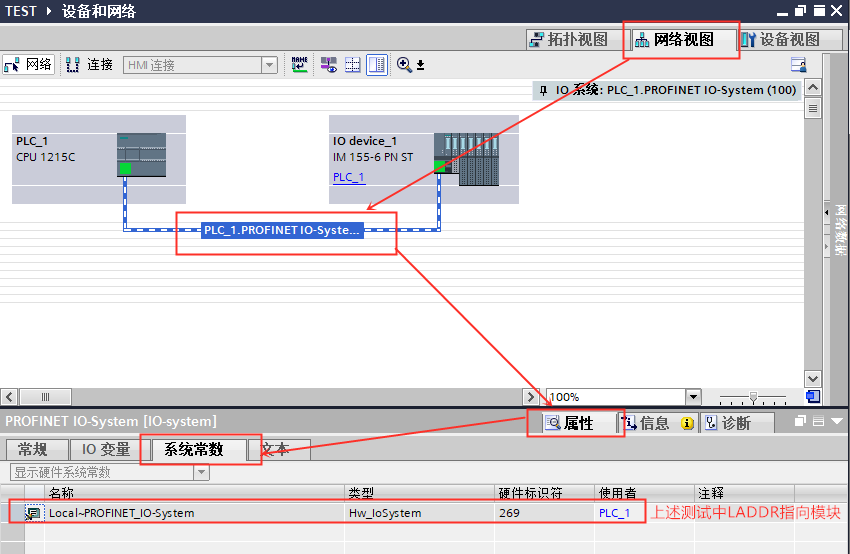 TEST ▸ 设备和网络
拓扑视图 网络视图 设备视图
网络 连接 HMI 连接
IO 系统: PLC_1.PROFINET IO-System (100)
PLC_1
CPU 1215C
IO device_1
IM 155-6 PN ST
PLC_1
PLC_1.PROFINET IO-Syste...
网络数据
100%
PROFINET IO-System [IO-system]
属性 信息 诊断
常规 IO 变量 系统常数 文本
显示硬件系统常数
名称 类型 硬件标识符 使用者 注释
Local~PROFINET_IO-System Hw_IoSystem 269 PLC_1 上述测试中LADDR指向模块